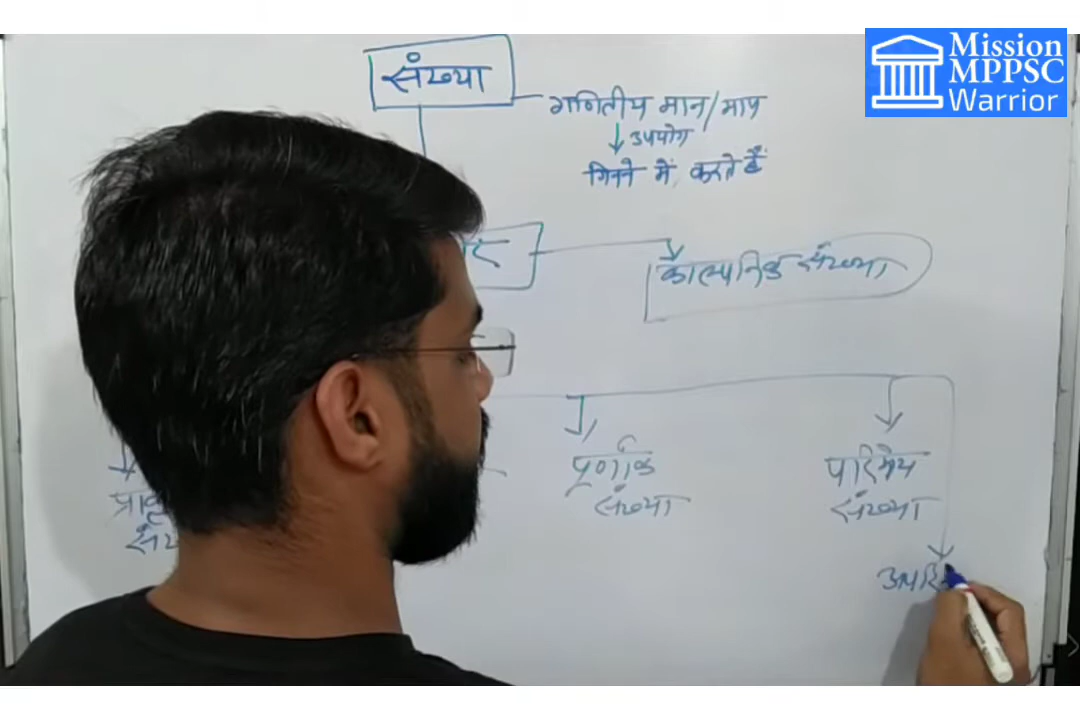 संख्या
गणितीय मान/माप
उपयोग
गिनने में करते हैं
काल्पनिक संख्या
पूर्णांक
संख्या
परिमेय
संख्या
Mission
MPPSC
Warrior